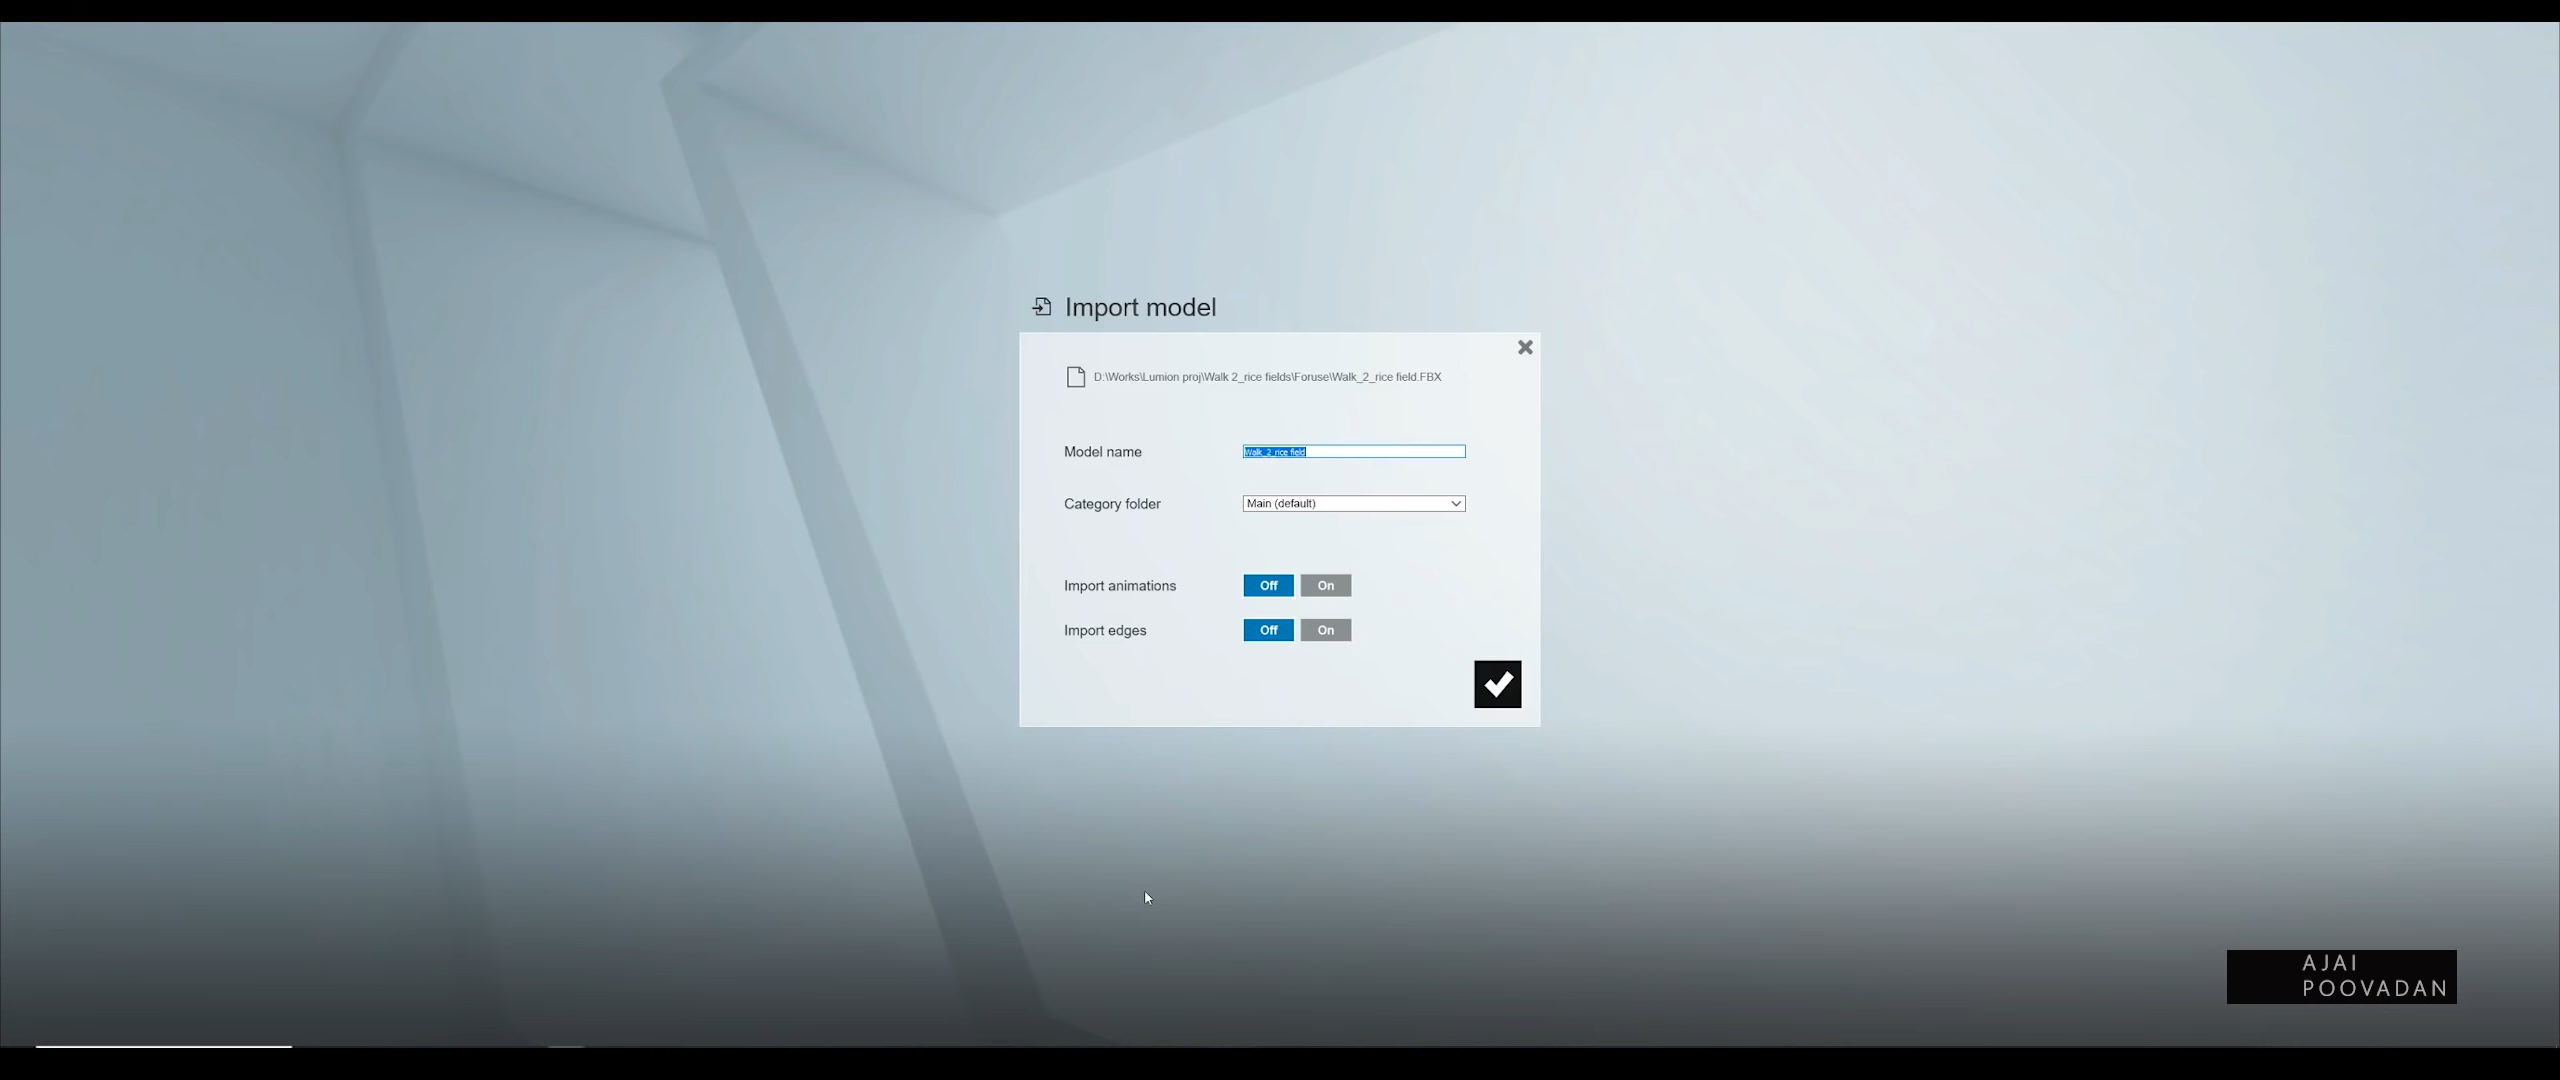 Import model
D:\Works\Lumion proj\Walk 2_rice fields\Foruse\Walk_2_rice field.FBX
Model name Walk_2_rice field
Category folder Main (default)
Import animations Off On
Import edges Off On
AJAI
POOVADAN